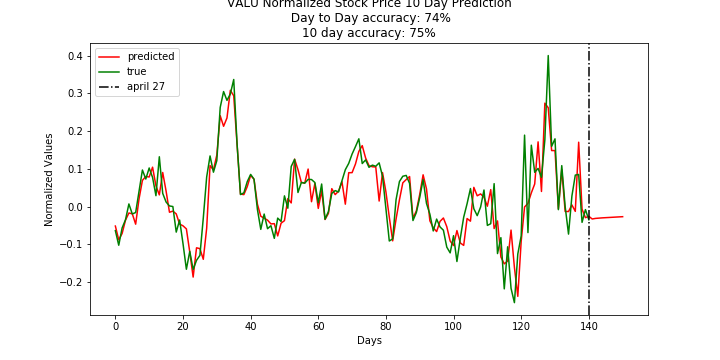 VALU Normalized Stock Price 10 Day Prediction
Day to Day accuracy: 74%
10 day accuracy: 75%
predicted
true
april 27
Normalized Values
0.4
0.3
0.2
0.1
0.0
−0.1
−0.2
0
20
40
60
80
100
120
140
Days